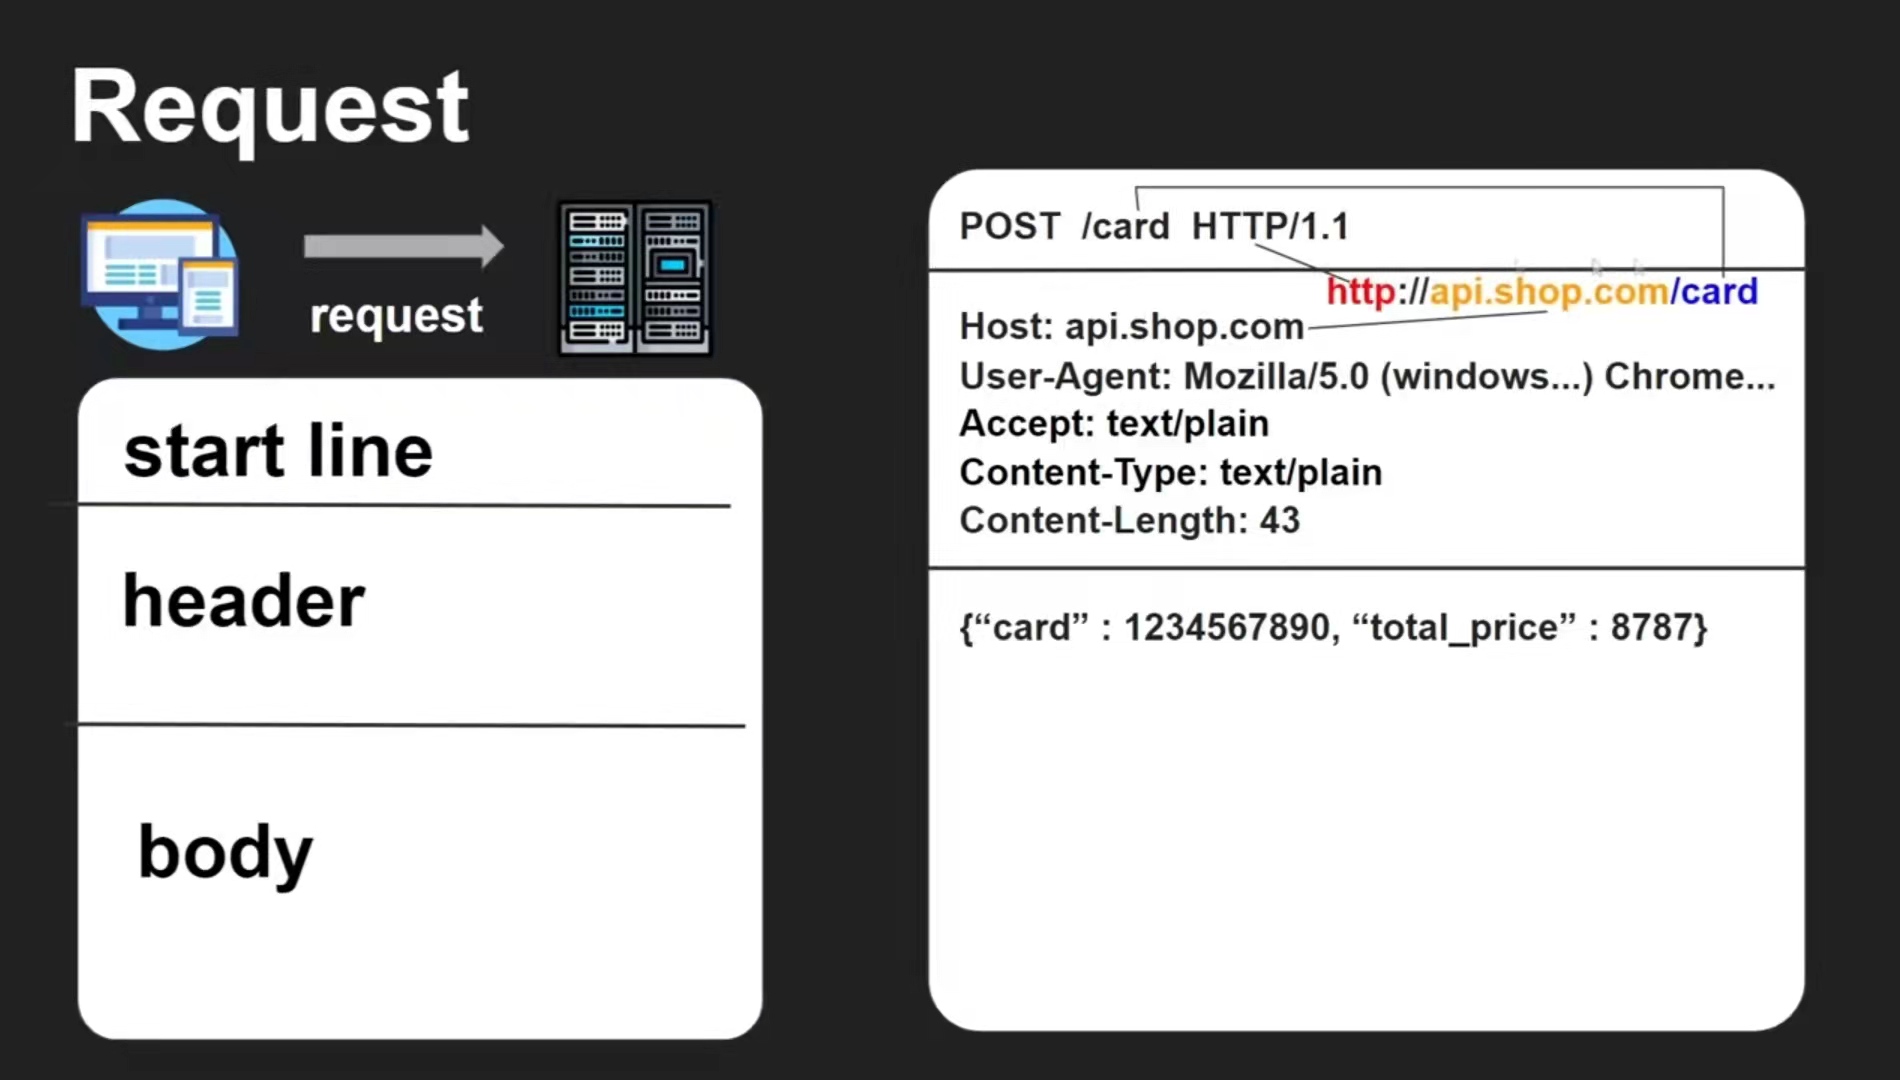 Request
request
start line
header
body
POST /card HTTP/1.1
http://api.shop.com/card
Host: api.shop.com
User-Agent: Mozilla/5.0 (windows...) Chrome...
Accept: text/plain
Content-Type: text/plain
Content-Length: 43
{“card” : 1234567890, “total_price” : 8787}